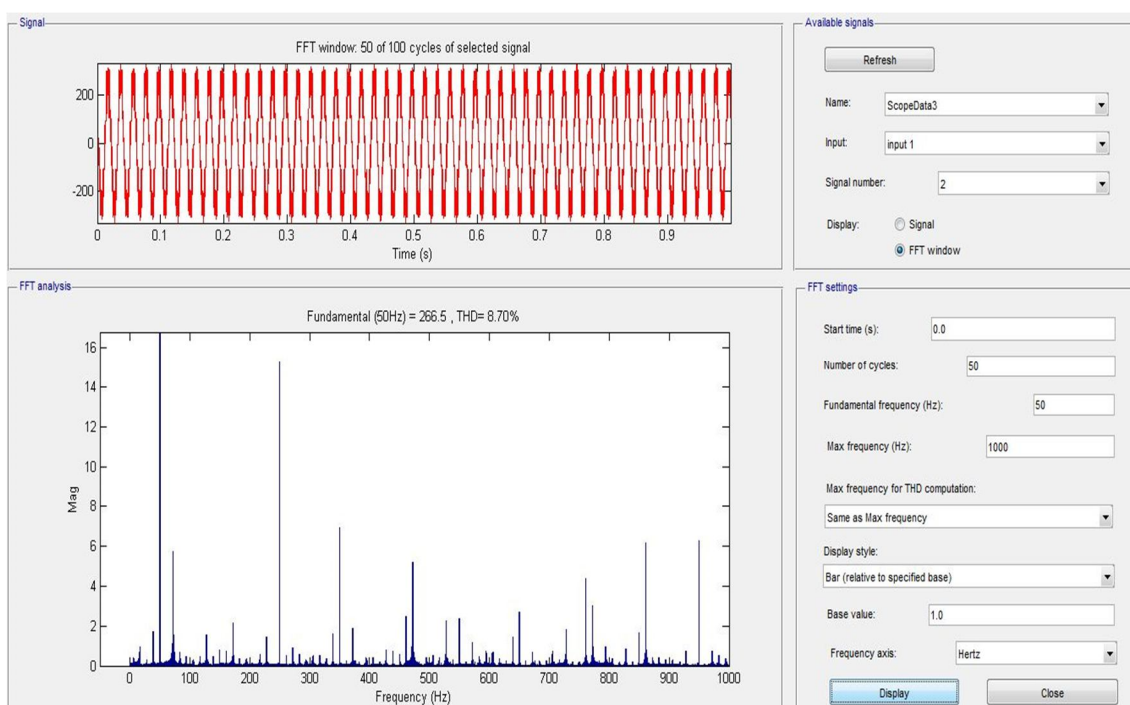 Signal
FFT window: 50 of 100 cycles of selected signal
200
0
-200
0 0.1 0.2 0.3 0.4 0.5 0.6 0.7 0.8 0.9
Time (s)
Available signals
Refresh
Name: ScopeData3
Input: input 1
Signal number: 2
Display: Signal
FFT window
FFT analysis
Fundamental (50Hz) = 266.5 , THD= 8.70%
16
14
12
10
8
6
4
2
0
Mag
0 100 200 300 400 500 600 700 800 900 1000
Frequency (Hz)
FFT settings
Start time (s): 0.0
Number of cycles: 50
Fundamental frequency (Hz): 50
Max frequency (Hz): 1000
Max frequency for THD computation:
Same as Max frequency
Display style:
Bar (relative to specified base)
Base value: 1.0
Frequency axis: Hertz
Display Close